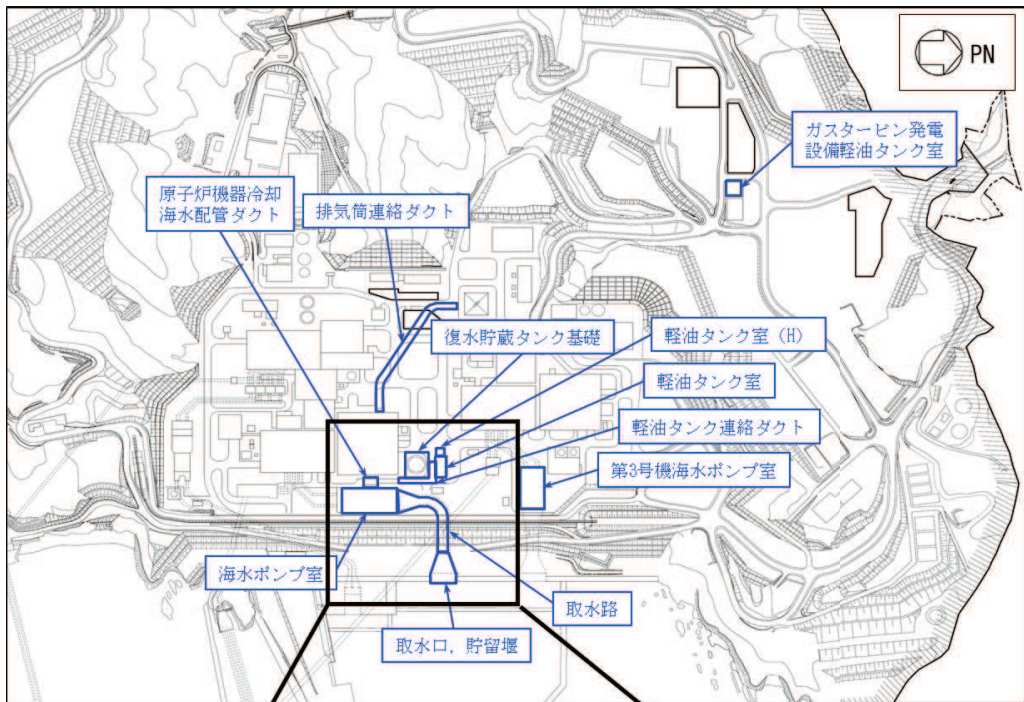 PN
ガスタービン発電
設備軽油タンク室
原子炉機器冷却
海水配管ダクト
排気筒連絡ダクト
復水貯蔵タンク基礎
軽油タンク室（H）
軽油タンク室
軽油タンク連絡ダクト
第3号機海水ポンプ室
海水ポンプ室
取水路
取水口，貯留堰